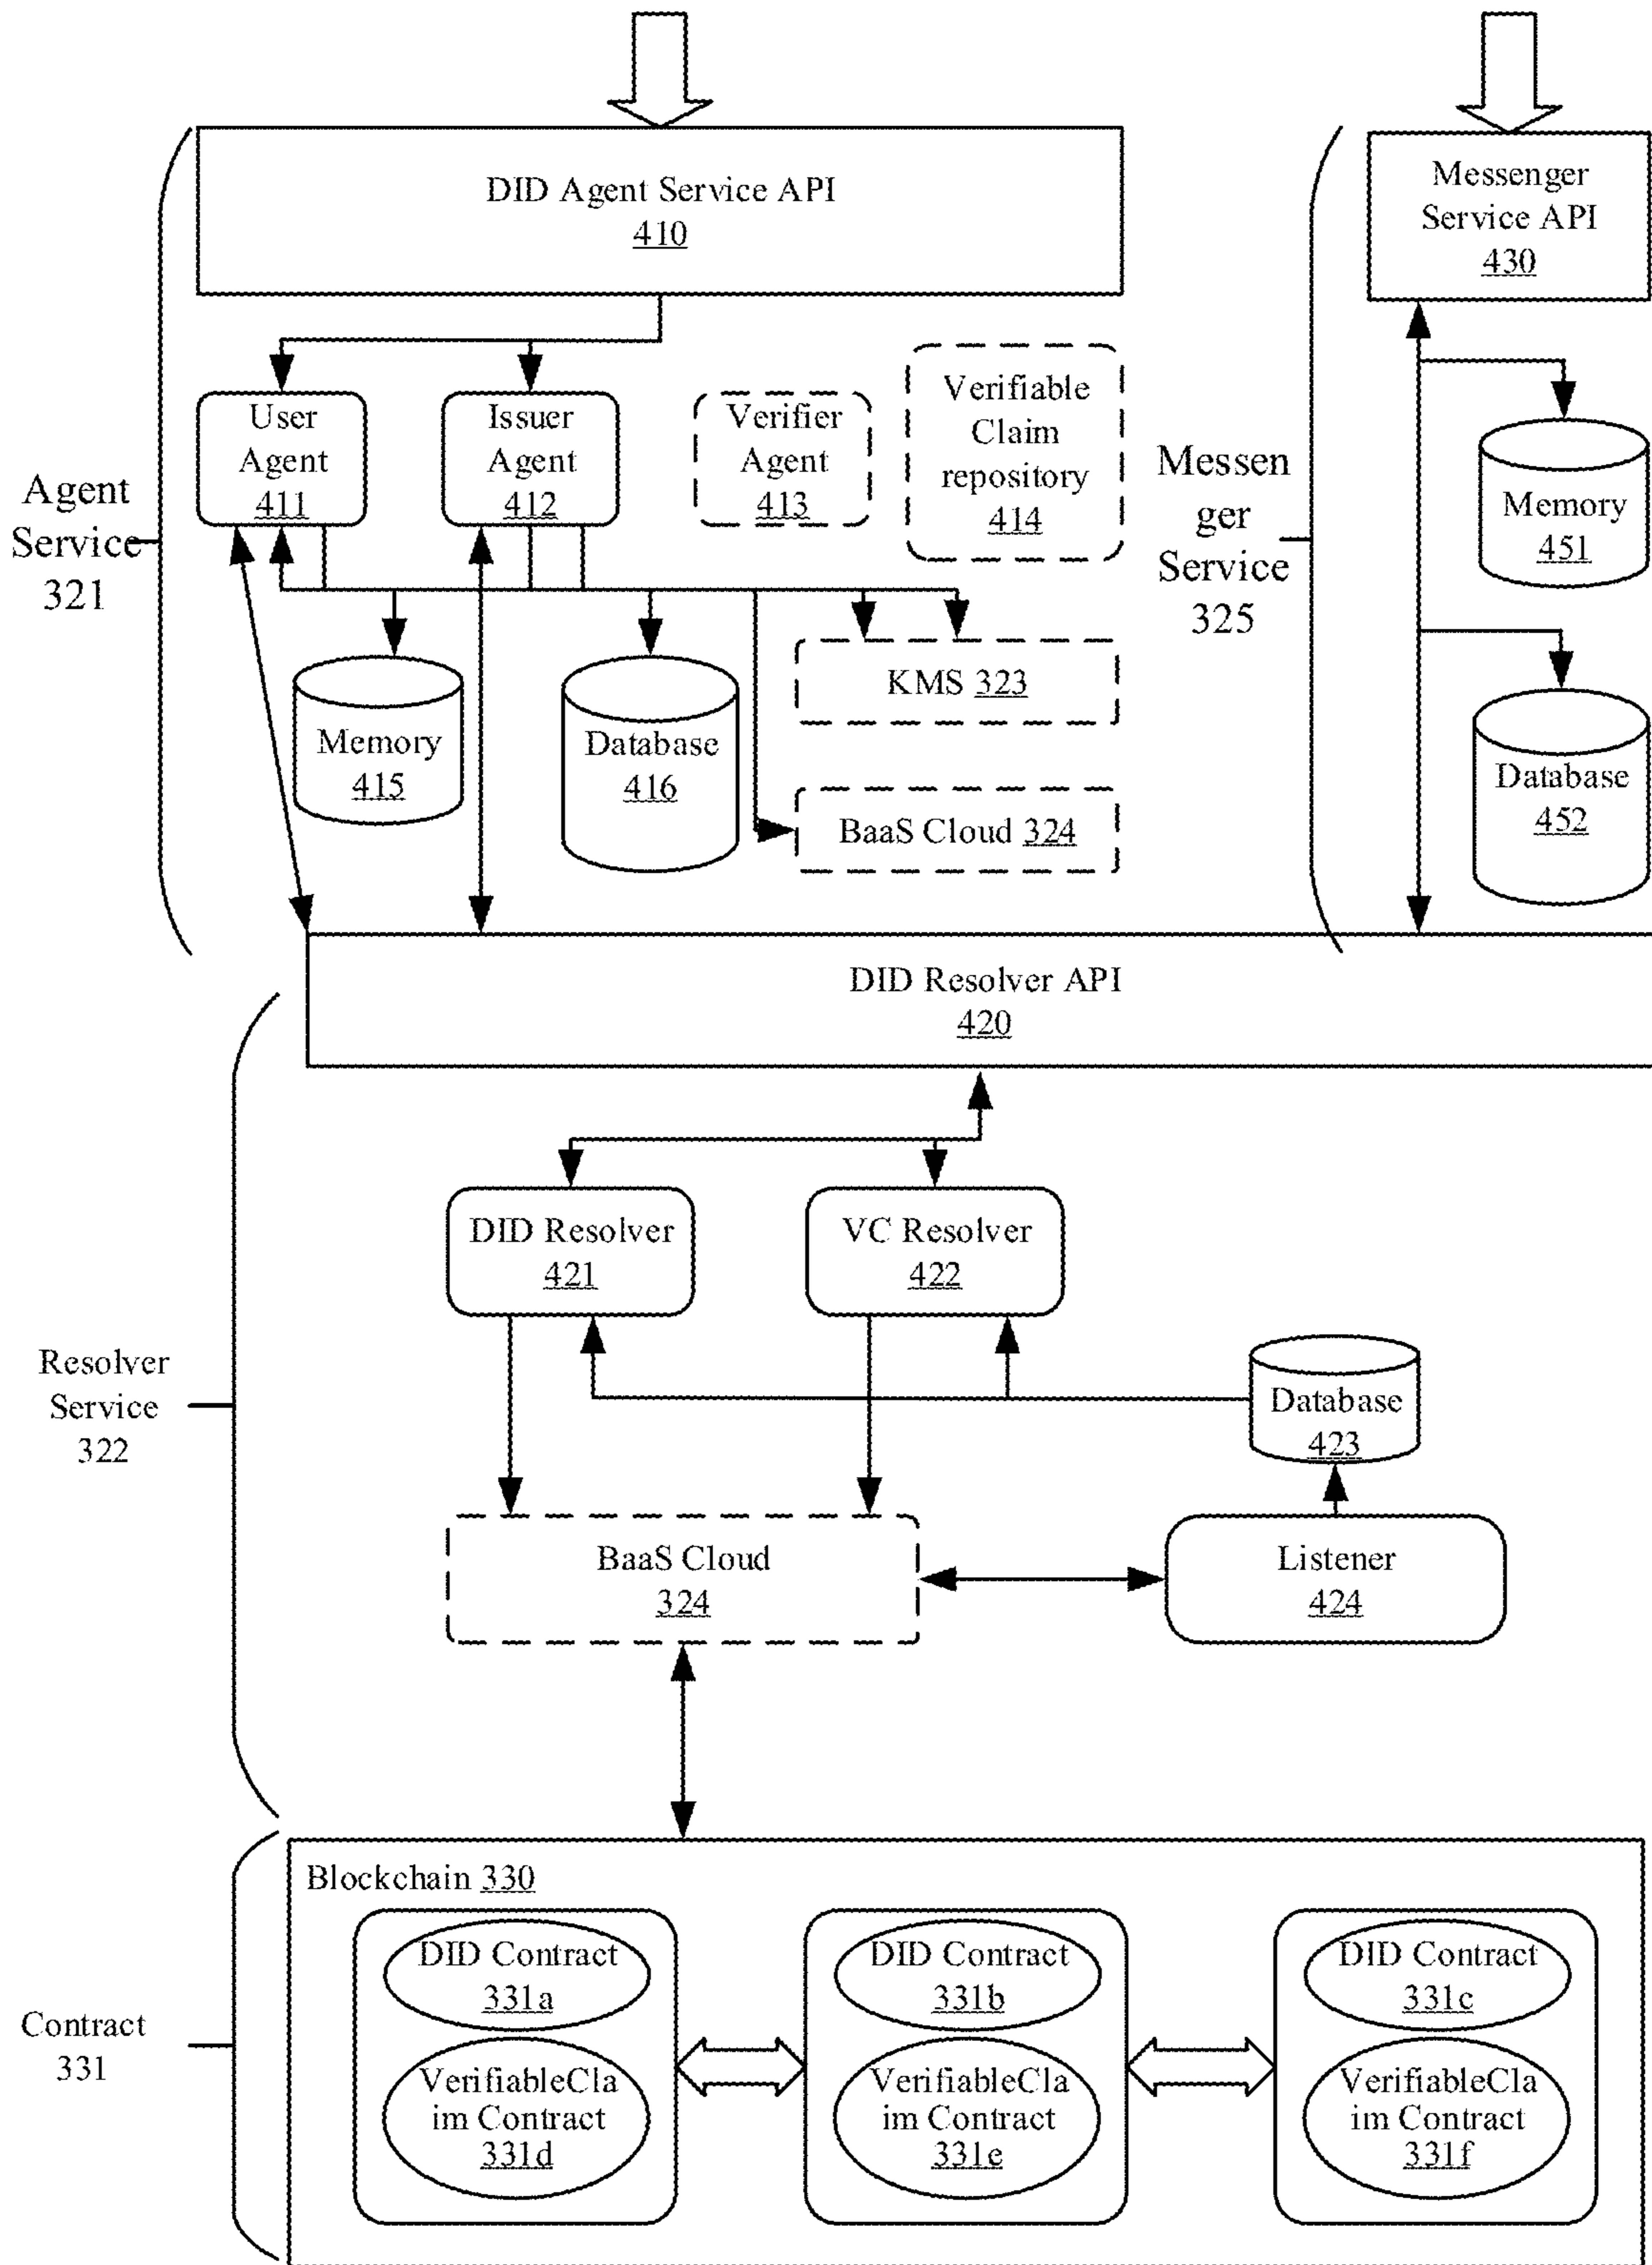 DID Agent Service API
410
Messenger
Service API
430
User
Agent
411
Issuer
Agent
412
Verifier
Agent
413
Verifiable
Claim
repository
414
Agent
Service
321
Messen
ger
Service
325
Memory
451
KMS 323
Memory
415
Database
416
BaaS Cloud 324
Database
452
DID Resolver API
420
DID Resolver
421
VC Resolver
422
Resolver
Service
322
Database
423
BaaS Cloud
324
Listener
424
Blockchain 330
DID Contract
331a
DID Contract
331b
DID Contract
331c
Contract
331
VerifiableCla
im Contract
331d
VerifiableCla
im Contract
331e
VerifiableCla
im Contract
331f